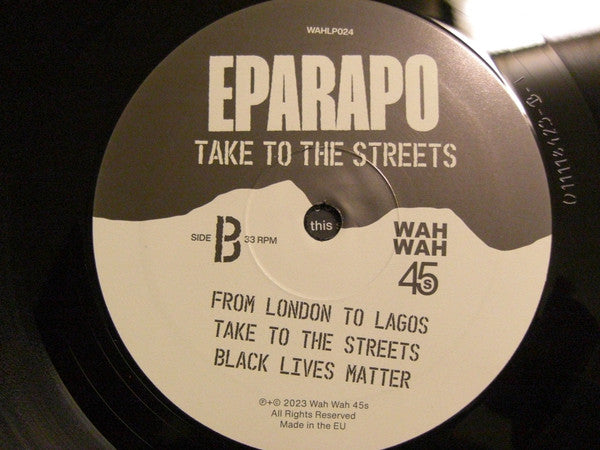 WAHLP024
EPARAPO
TAKE TO THE STREETS
SIDE B 33 RPM
this
WAH
WAH
45s
FROM LONDON TO LAGOS
TAKE TO THE STREETS
BLACK LIVES MATTER
℗+© 2023 Wah Wah 45s
All Rights Reserved
Made in the EU